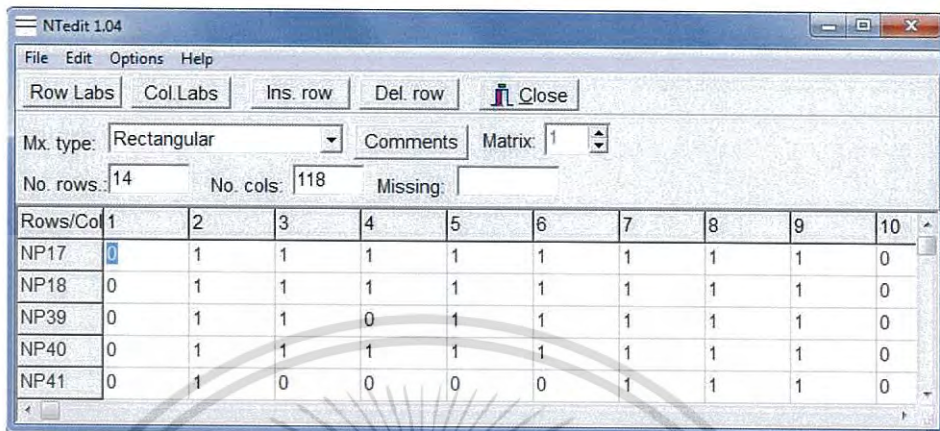 NTedit 1.04
File Edit Options Help
Row Labs Col.Labs Ins. row Del. row Close
Mx. type: Rectangular Comments Matrix: 1
No. rows.: 14 No. cols: 118 Missing:
Rows/Col 1 2 3 4 5 6 7 8 9 10
NP17 0 1 1 1 1 1 1 1 1 0
NP18 0 1 1 1 1 1 1 1 1 0
NP39 0 1 1 0 1 1 1 1 1 0
NP40 0 1 1 1 1 1 1 1 1 0
NP41 0 1 0 0 0 0 1 1 1 0